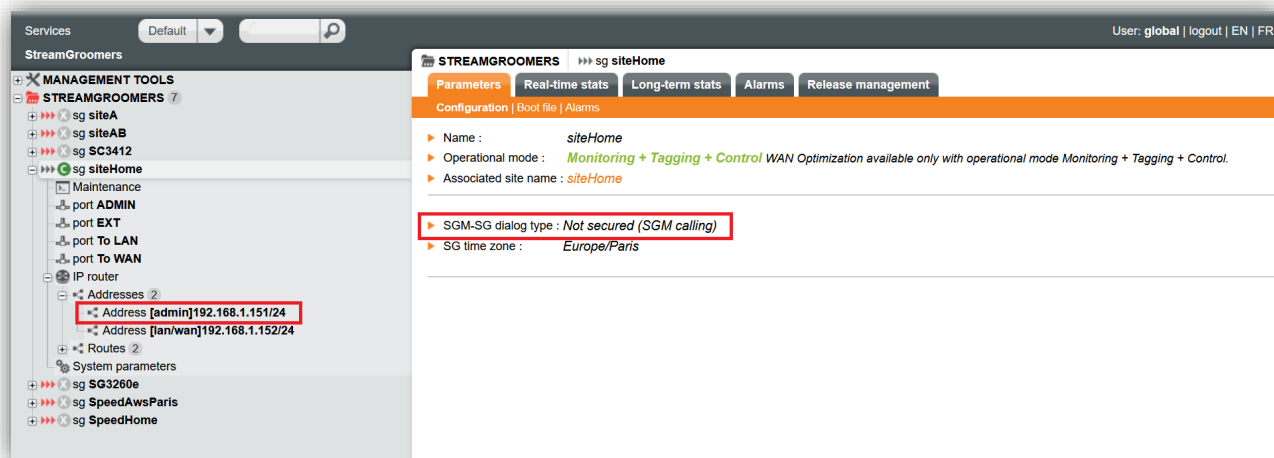 Services
Default
User: global | logout | EN | FR
StreamGroomers
MANAGEMENT TOOLS
STREAMGROOMERS 7
sg siteA
sg siteAB
sg SC3412
sg siteHome
Maintenance
port ADMIN
port EXT
port To LAN
port To WAN
IP router
Addresses 2
Address [admin]192.168.1.151/24
Address [lan/wan]192.168.1.152/24
Routes 2
System parameters
sg SG3260e
sg SpeedAwsParis
sg SpeedHome
STREAMGROOMERS sg siteHome
Parameters Real-time stats Long-term stats Alarms Release management
Configuration | Boot file | Alarms
Name : siteHome
Operational mode : Monitoring + Tagging + Control WAN Optimization available only with operational mode Monitoring + Tagging + Control.
Associated site name : siteHome
SGM-SG dialog type : Not secured (SGM calling)
SG time zone : Europe/Paris